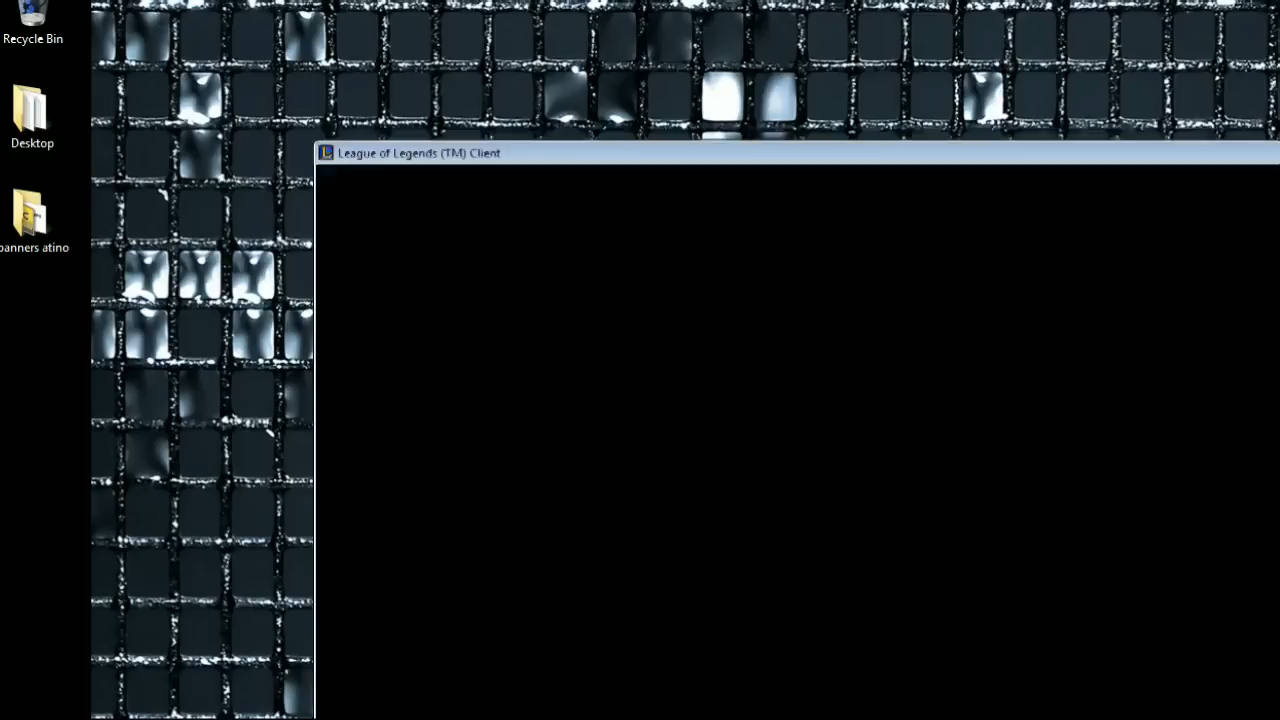 Recycle Bin
Desktop
banners atino
League of Legends (TM) Client